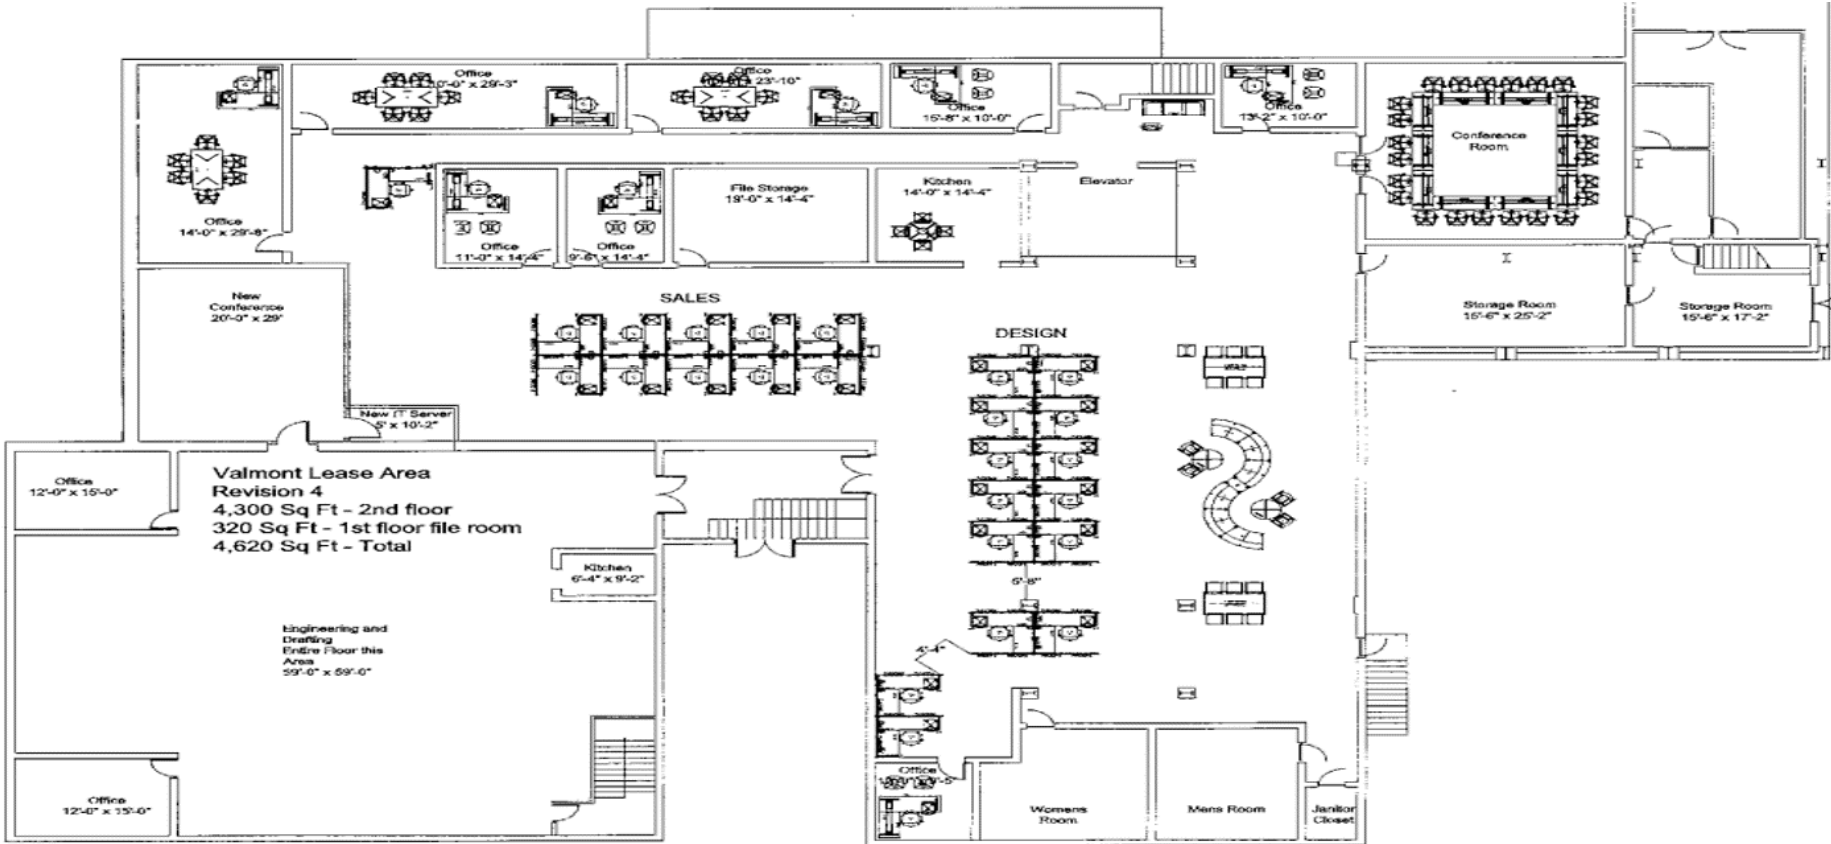 Office
10'-0" x 29'-3"
Office
23'-10"
Office
15'-8" x 10'-0"
Office
13'-2" x 10'-0"
Conference
Room
Office
14'-0" x 29'-8"
Office
11'-0" x 14'-4"
Office
9'-6" x 14'-4"
File Storage
19'-0" x 14'-4"
Kitchen
14'-0" x 14'-4"
Elevator
New
Conference
20'-0" x 29'
SALES
DESIGN
Storage Room
15'-6" x 25'-2"
Storage Room
15'-6" x 17'-2"
New IT Server
5' x 10'-2"
Office
12'-0" x 15'-0"
Valmont Lease Area
Revision 4
4,300 Sq Ft - 2nd floor
320 Sq Ft - 1st floor file room
4,620 Sq Ft - Total
Kitchen
6'-4" x 9'-2"
5'-8"
Engineering and
Drafting
Entire Floor this
Area
59'-0" x 59'-0"
4'-4"
Office
12'-0" x 15'-0"
Office
Womens
Room
Mens Room
Janitor
Closet